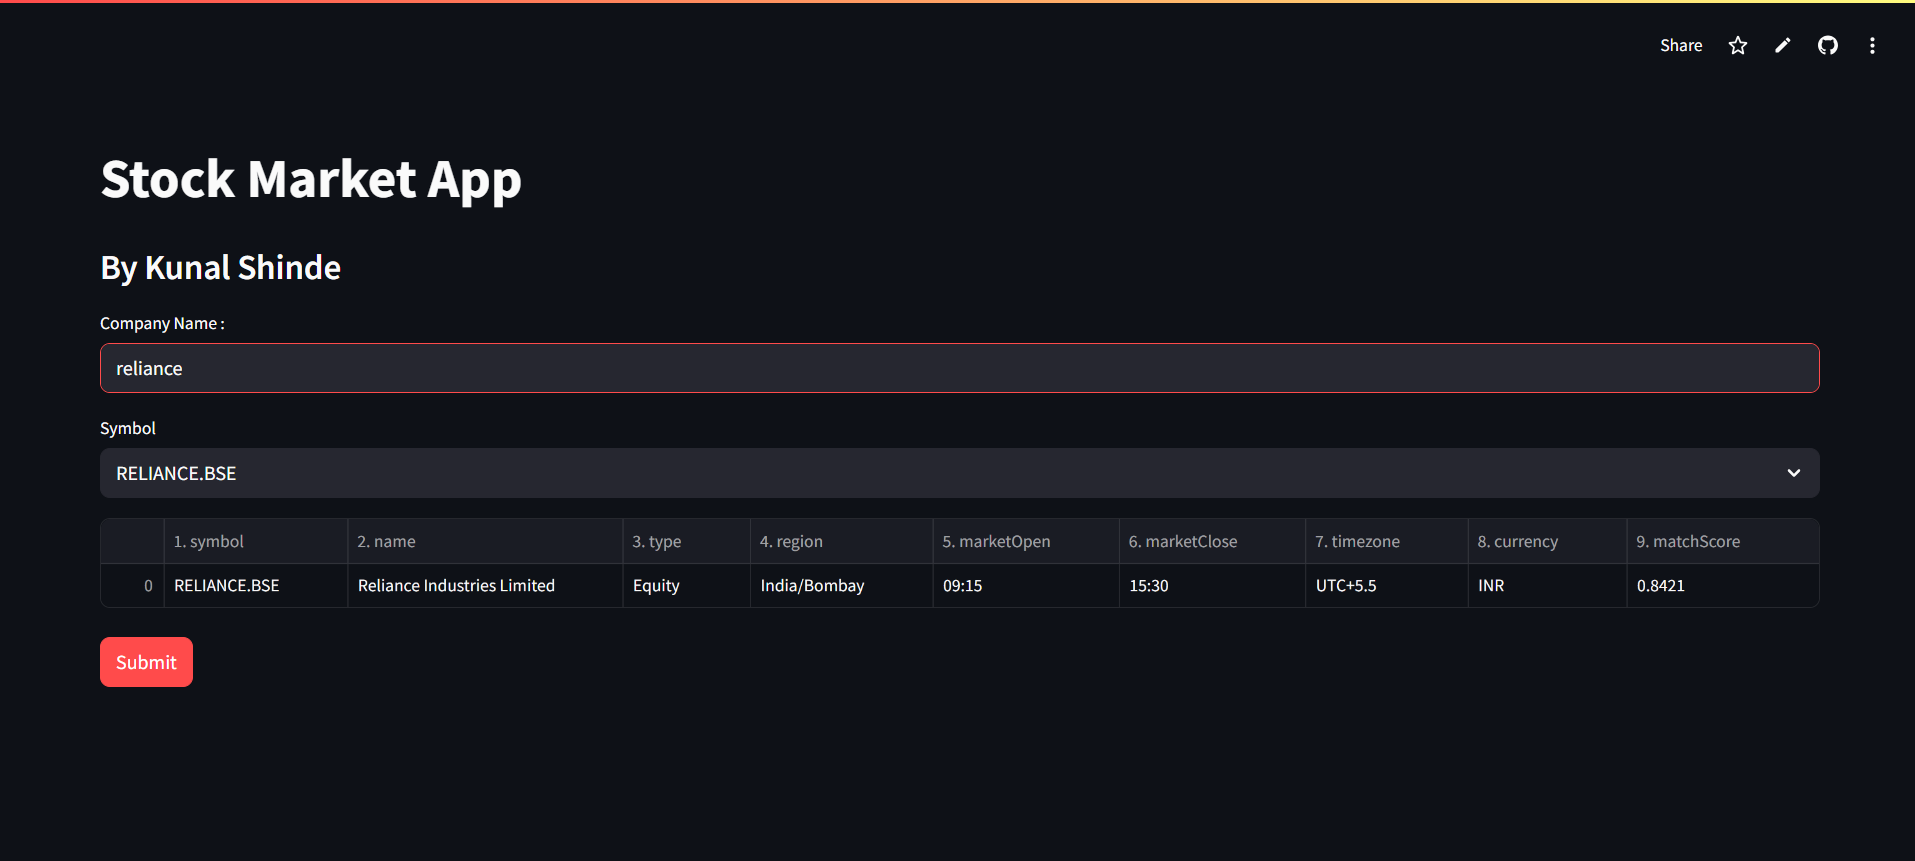 Share
Stock Market App
By Kunal Shinde
Company Name :
reliance
Symbol
RELIANCE.BSE
1. symbol 2. name 3. type 4. region 5. marketOpen 6. marketClose 7. timezone 8. currency 9. matchScore
0 RELIANCE.BSE Reliance Industries Limited Equity India/Bombay 09:15 15:30 UTC+5.5 INR 0.8421
Submit